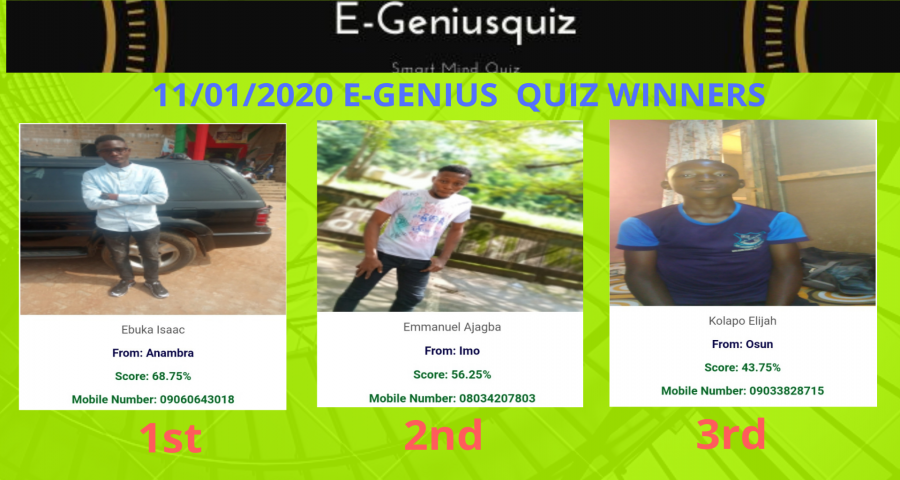 E-Geniusquiz
Smart Mind Quiz
11/01/2020 E-GENIUS QUIZ WINNERS
Ebuka Isaac
From: Anambra
Score: 68.75%
Mobile Number: 09060643018
1st
Emmanuel Ajagba
From: Imo
Score: 56.25%
Mobile Number: 08034207803
2nd
Kolapo Elijah
From: Osun
Score: 43.75%
Mobile Number: 09033828715
3rd